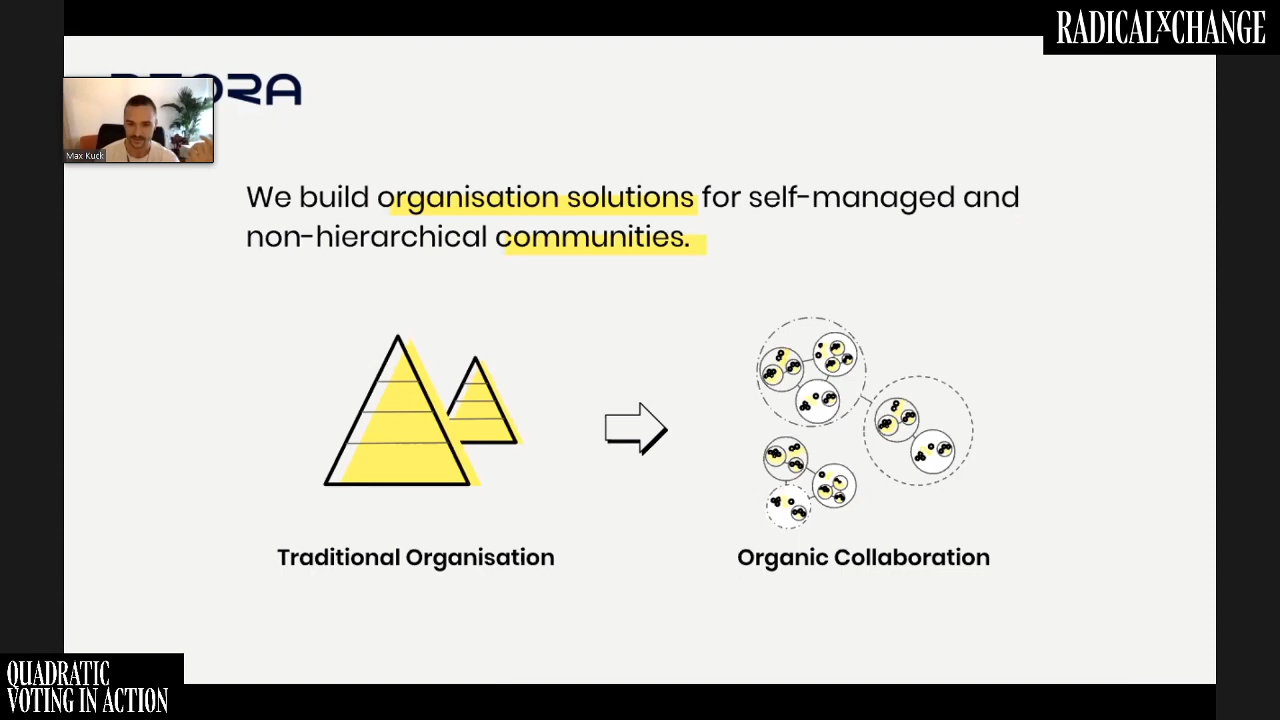 RADICALXCHANGE
Max Kuck
We build organisation solutions for self-managed and
non-hierarchical communities.
Traditional Organisation
Organic Collaboration
QUADRATIC
VOTING IN ACTION